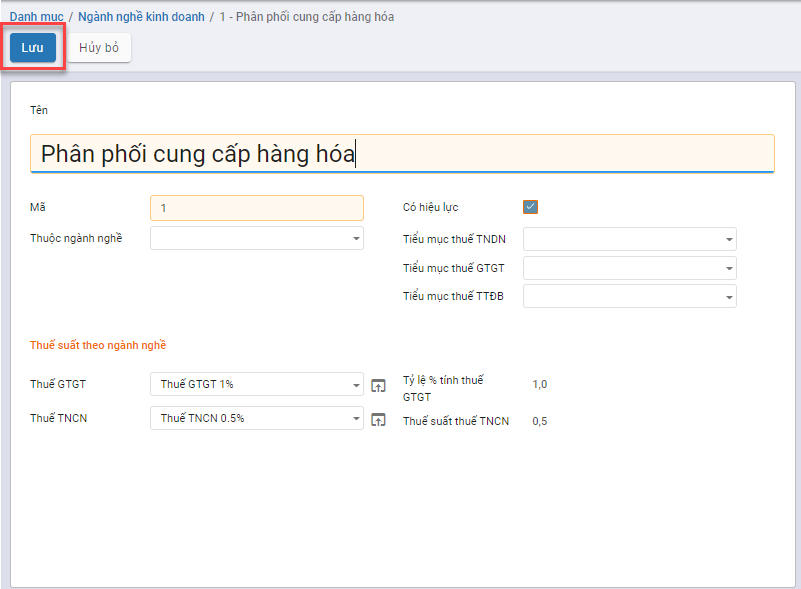 Danh mục / Ngành nghề kinh doanh / 1 - Phân phối cung cấp hàng hóa
Lưu Hủy bỏ
Tên
Phân phối cung cấp hàng hóa
Mã 1 Có hiệu lực
Thuộc ngành nghề Tiểu mục thuế TNDN
Tiểu mục thuế GTGT
Tiểu mục thuế TTĐB
Thuế suất theo ngành nghề
Thuế GTGT Thuế GTGT 1% Tỷ lệ % tính thuế 1,0
GTGT
Thuế TNCN Thuế TNCN 0.5% Thuế suất thuế TNCN 0,5